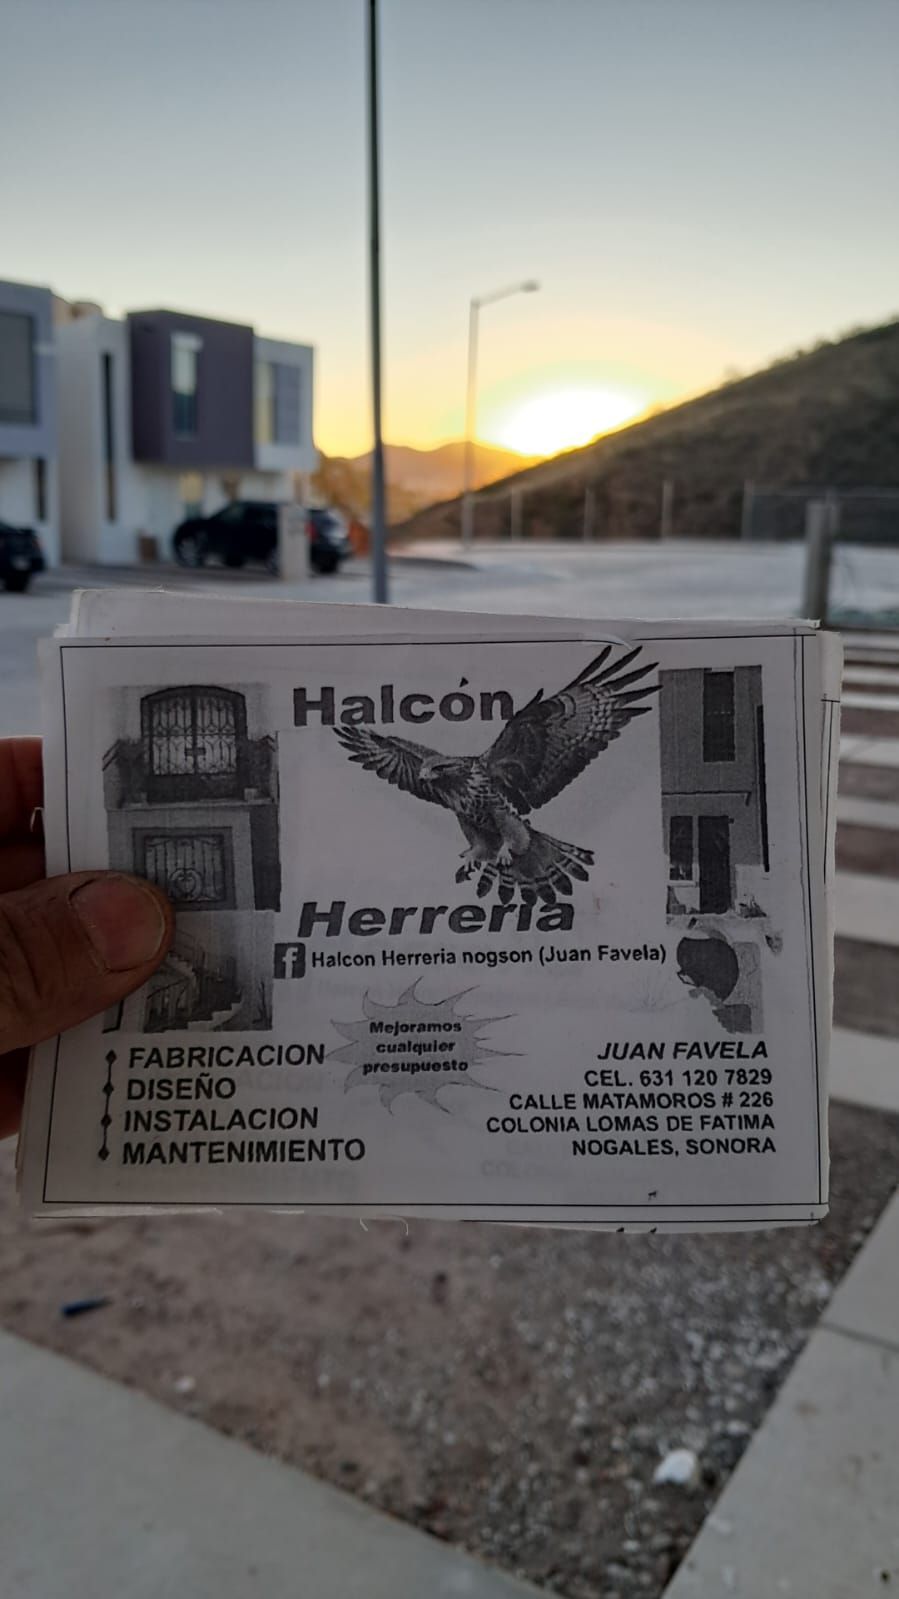 Halcón
Herrería
Halcon Herreria nogson (Juan Favela)
Mejoramos
cualquier
presupuesto
FABRICACION
DISEÑO
INSTALACION
MANTENIMIENTO
JUAN FAVELA
CEL. 631 120 7829
CALLE MATAMOROS # 226
COLONIA LOMAS DE FATIMA
NOGALES, SONORA